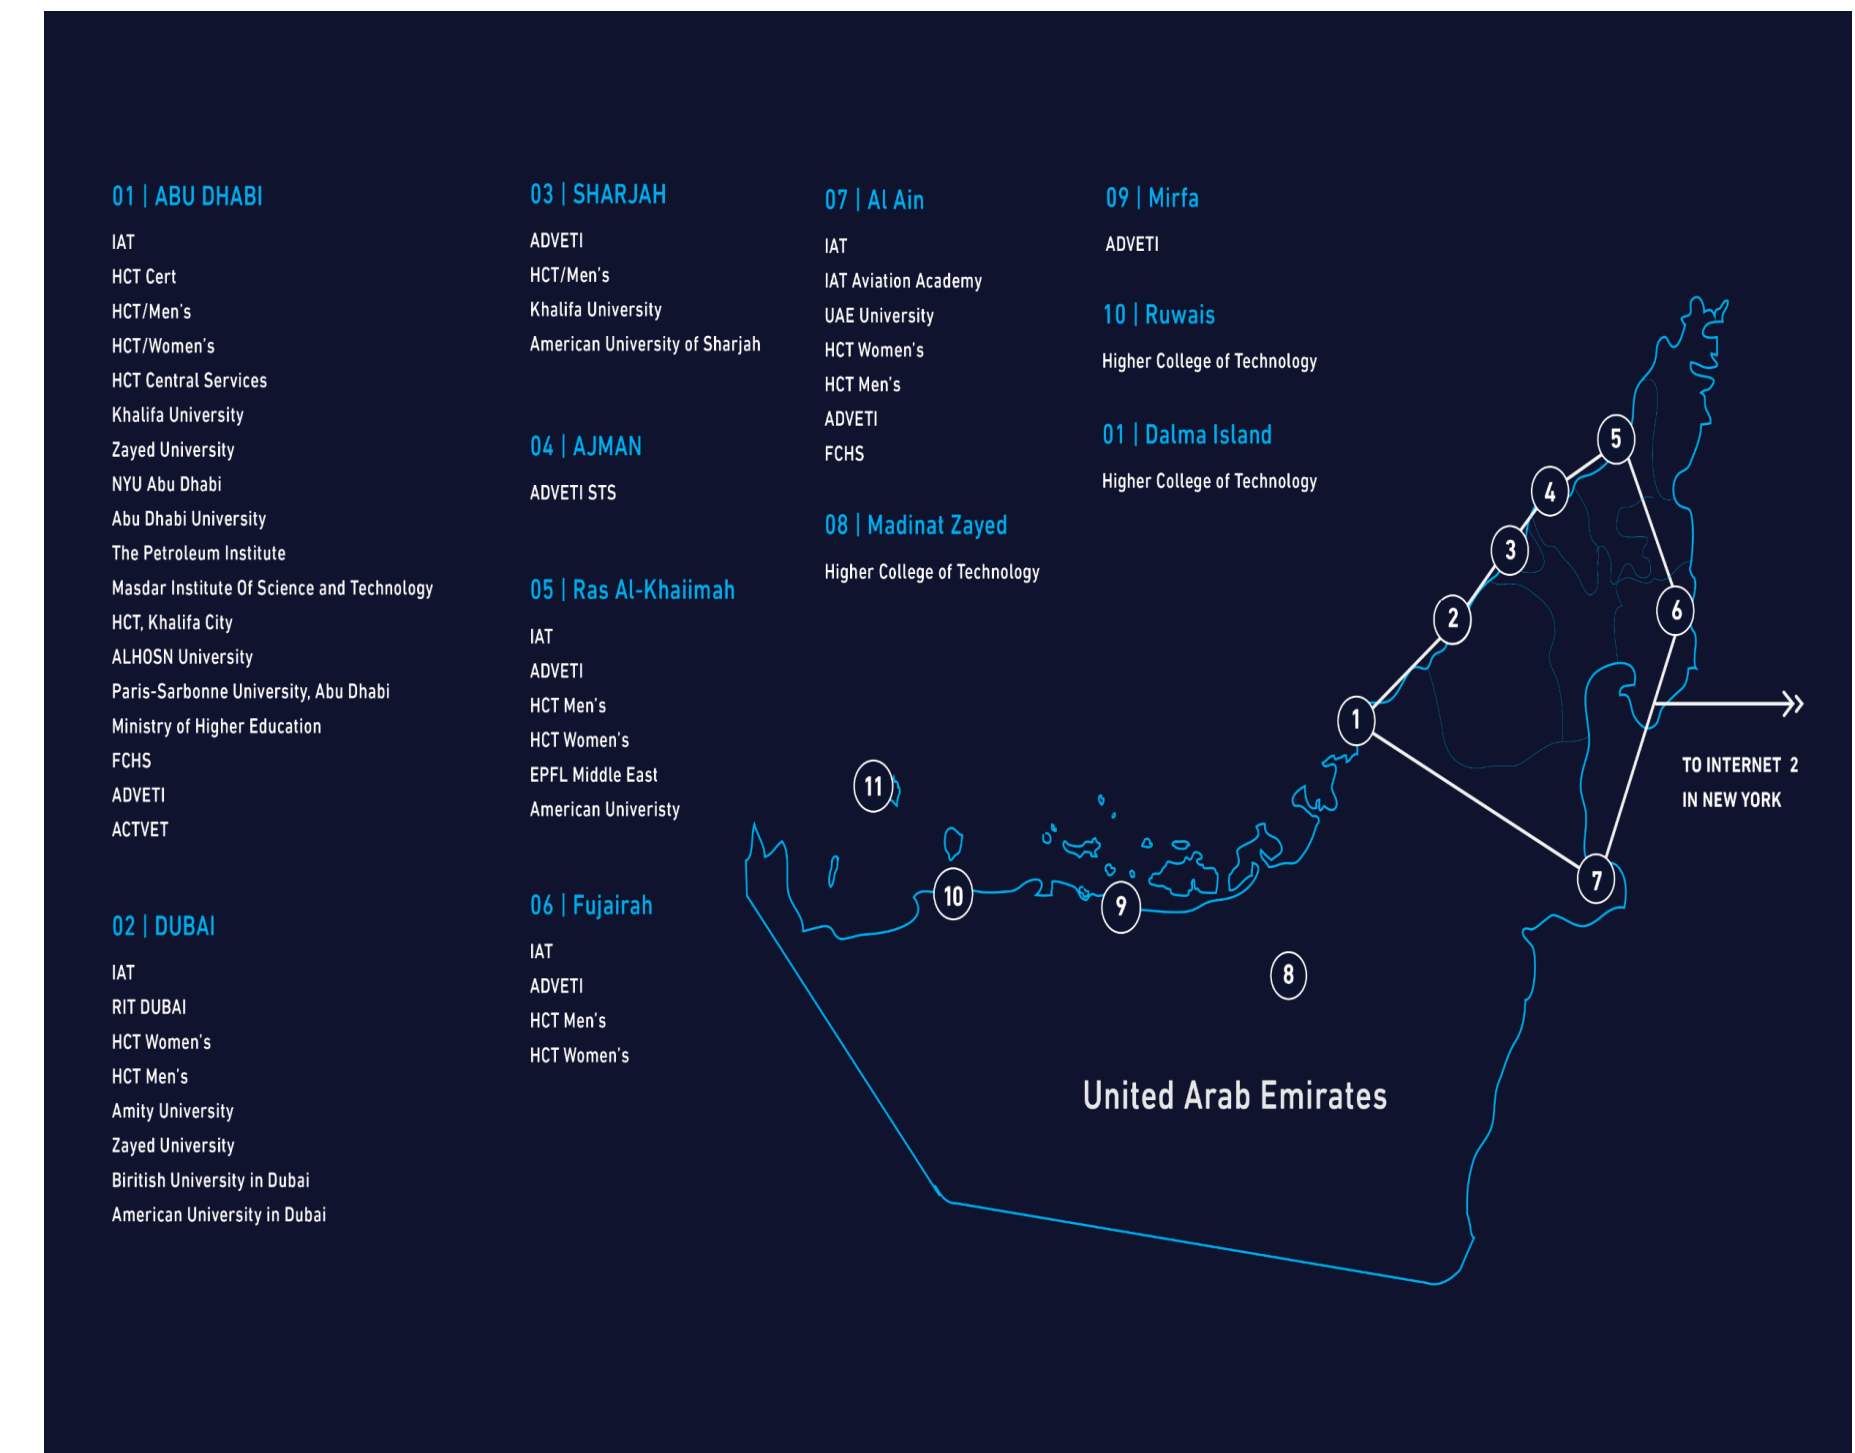 01 | ABU DHABI
IAT
HCT Cert
HCT/Men's
HCT/Women's
HCT Central Services
Khalifa University
Zayed University
NYU Abu Dhabi
Abu Dhabi University
The Petroleum Institute
Masdar Institute Of Science and Technology
HCT, Khalifa City
ALHOSN University
Paris-Sarbonne University, Abu Dhabi
Ministry of Higher Education
FCHS
ADVETI
ACTVET
02 | DUBAI
IAT
RIT DUBAI
HCT Women's
HCT Men's
Amity University
Zayed University
Biritish University in Dubai
American University in Dubai
03 | SHARJAH
ADVETI
HCT/Men's
Khalifa University
American University of Sharjah
04 | AJMAN
ADVETI STS
05 | Ras Al-Khaiimah
IAT
ADVETI
HCT Men's
HCT Women's
EPFL Middle East
American Univeristy
06 | Fujairah
IAT
ADVETI
HCT Men's
HCT Women's
07 | Al Ain
IAT
IAT Aviation Academy
UAE University
HCT Women's
HCT Men's
ADVETI
FCHS
08 | Madinat Zayed
Higher College of Technology
09 | Mirfa
ADVETI
10 | Ruwais
Higher College of Technology
01 | Dalma Island
Higher College of Technology
5
4
3
6
2
1
TO INTERNET 2
IN NEW YORK
11
7
10
9
8
United Arab Emirates